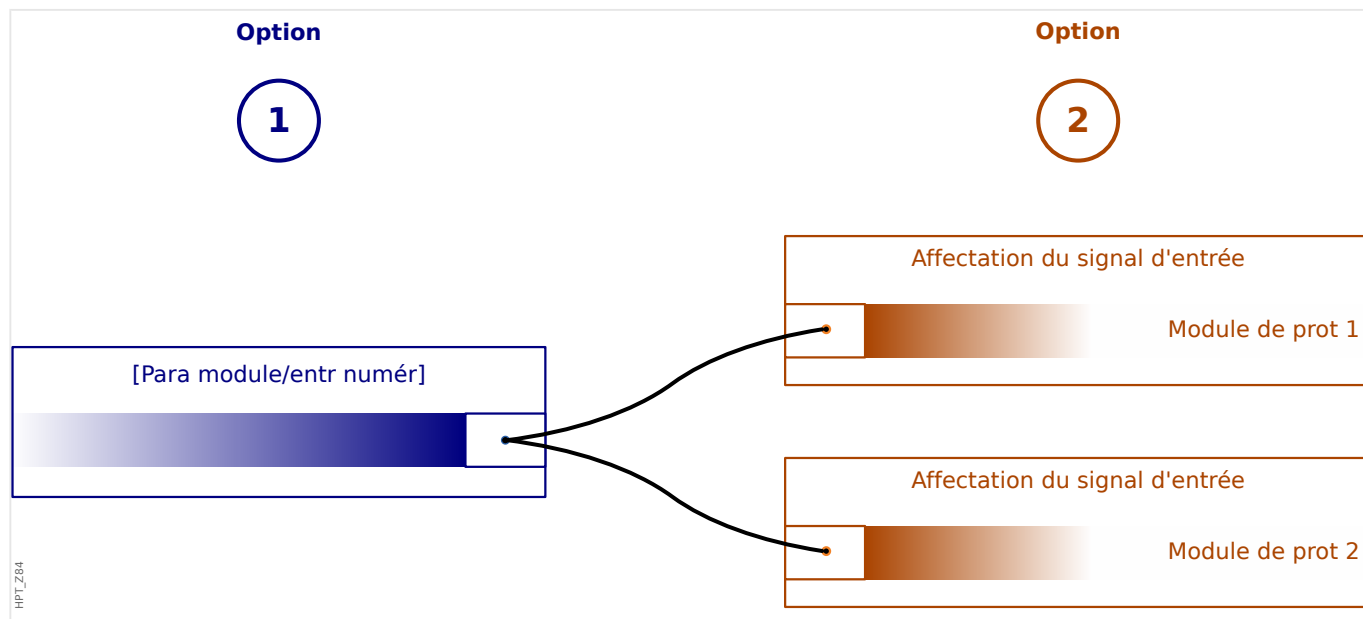 Option
1
Option
2
[Para module/entr numér]
Affectation du signal d'entrée
Module de prot 1
Affectation du signal d'entrée
Module de prot 2
HPT_Z84